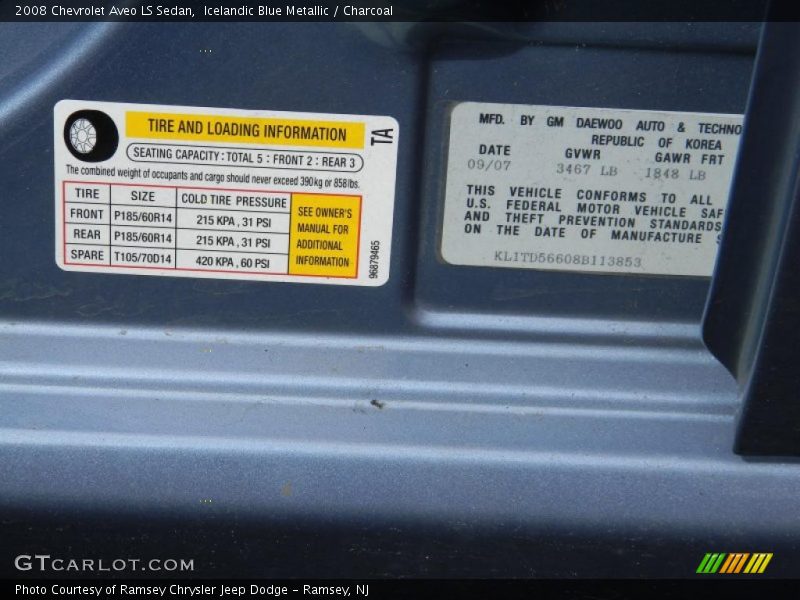 2008 Chevrolet Aveo LS Sedan, Icelandic Blue Metallic / Charcoal
TIRE AND LOADING INFORMATION
TA
SEATING CAPACITY : TOTAL 5 : FRONT 2 : REAR 3
The combined weight of occupants and cargo should never exceed 390 kg or 858 lbs.
TIRE SIZE COLD TIRE PRESSURE
FRONT P185/60R14 215 KPA , 31 PSI
REAR P185/60R14 215 KPA , 31 PSI
SPARE T105/70D14 420 KPA , 60 PSI
SEE OWNER'S
MANUAL FOR
ADDITIONAL
INFORMATION
96879465
MFD. BY GM DAEWOO AUTO & TECHNO
REPUBLIC OF KOREA
DATE GVWR GAWR FRT
09/07 3467 LB 1848 LB
THIS VEHICLE CONFORMS TO ALL
U.S. FEDERAL MOTOR VEHICLE SAF
AND THEFT PREVENTION STANDARDS
ON THE DATE OF MANUFACTURE S
KL1TD56608B113853
GTCARLOT.COM
Photo Courtesy of Ramsey Chrysler Jeep Dodge - Ramsey, NJ